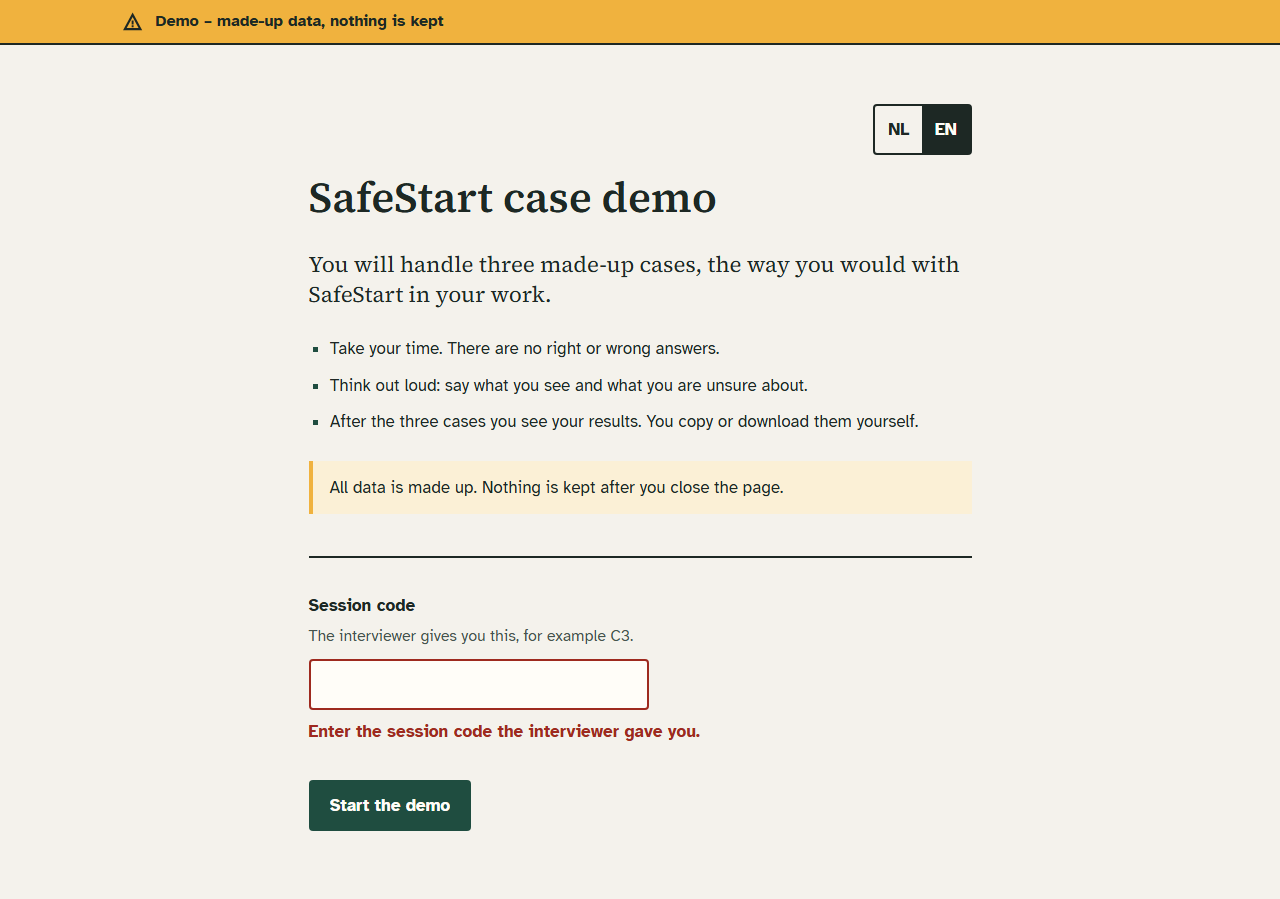 Demo – made-up data, nothing is kept
NL EN
SafeStart case demo
You will handle three made-up cases, the way you would with
SafeStart in your work.
Take your time. There are no right or wrong answers.
Think out loud: say what you see and what you are unsure about.
After the three cases you see your results. You copy or download them yourself.
All data is made up. Nothing is kept after you close the page.
Session code
The interviewer gives you this, for example C3.
Enter the session code the interviewer gave you.
Start the demo